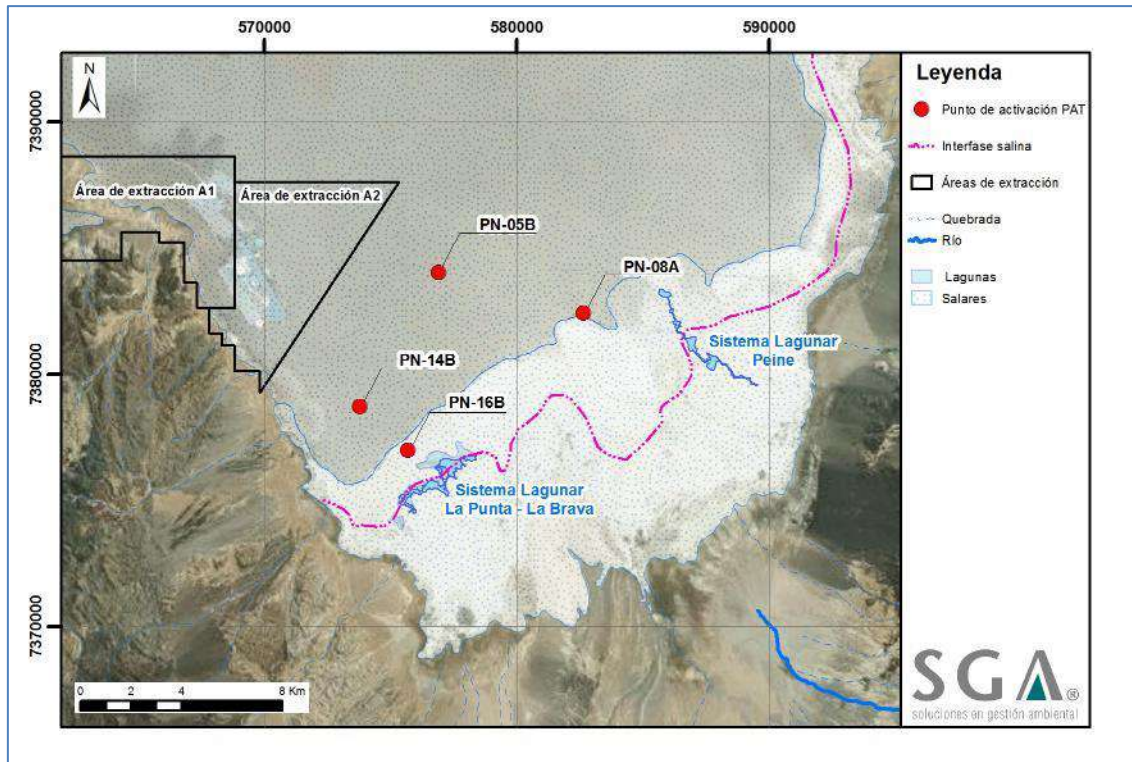 570000
580000
590000
7390000
7380000
7370000
N
Área de extracción A1
Área de extracción A2
PN-05B
PN-08A
PN-14B
PN-16B
Sistema Lagunar
Peine
Sistema Lagunar
La Punta - La Brava
0 2 4 8 Km
Leyenda
Punto de activación PAT
Interfase salina
Áreas de extracción
Quebrada
Río
Lagunas
Salares
SGA®
soluciones en gestión ambiental